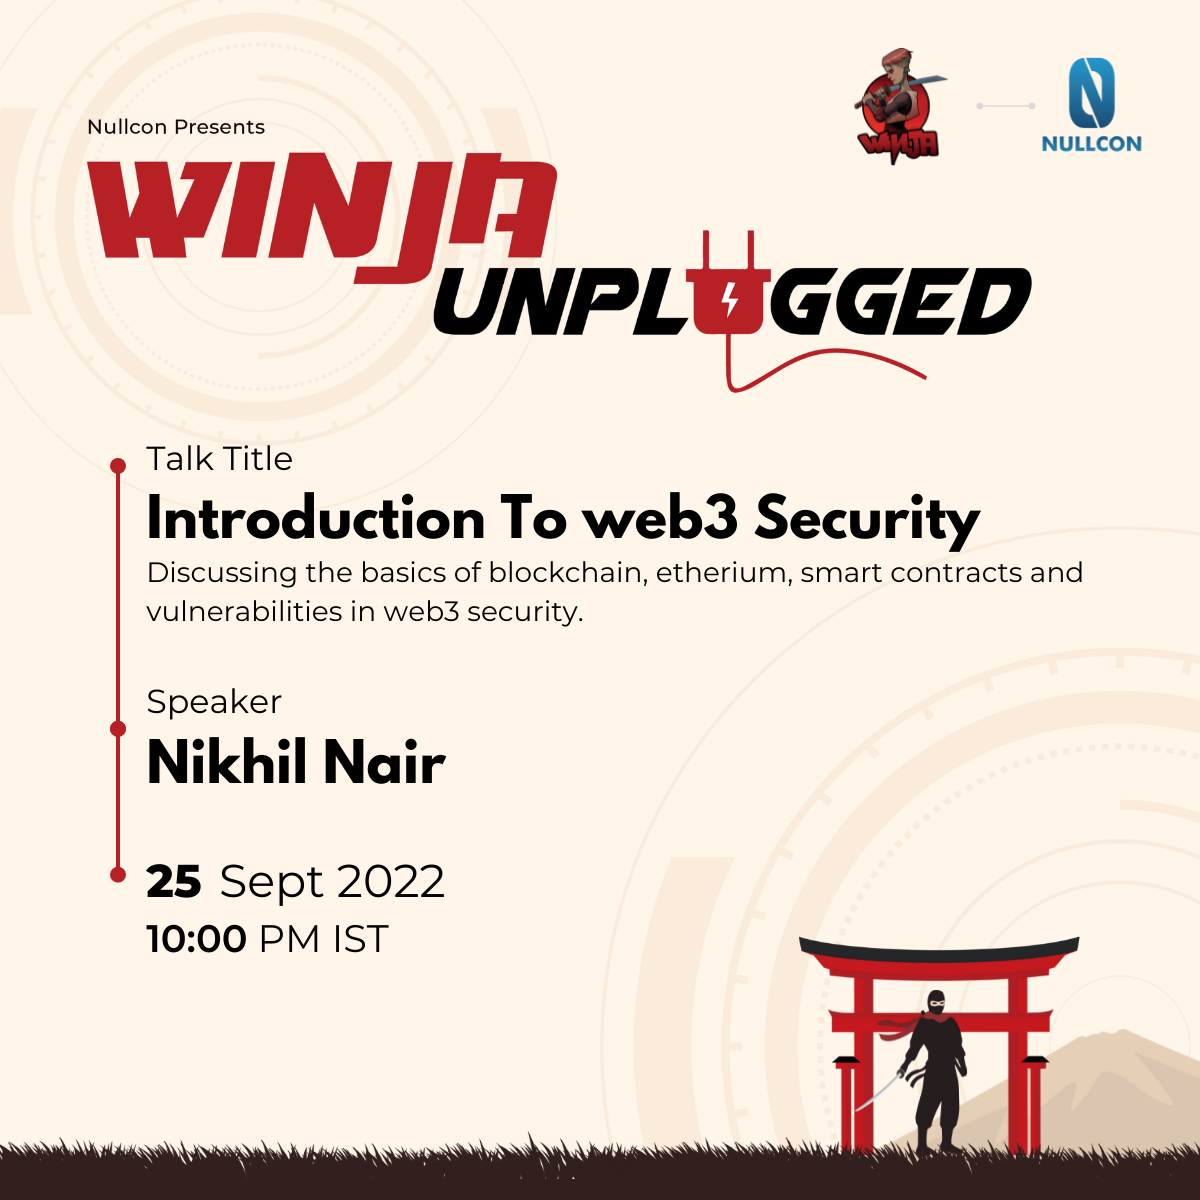 Nullcon Presents
WINJA
NULLCON
WINJA
UNPLUGGED
Talk Title
Introduction To web3 Security
Discussing the basics of blockchain, etherium, smart contracts and
vulnerabilities in web3 security.
Speaker
Nikhil Nair
25 Sept 2022
10:00 PM IST